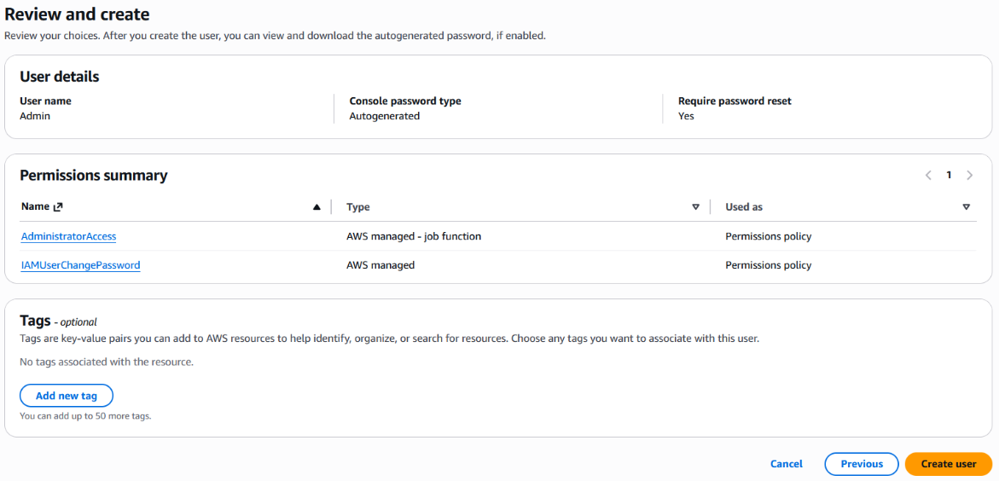 Review and create
Review your choices. After you create the user, you can view and download the autogenerated password, if enabled.
User details
User name
Admin
Console password type
Autogenerated
Require password reset
Yes
Permissions summary
1
Name
Type
Used as
AdministratorAccess
AWS managed - job function
Permissions policy
IAMUserChangePassword
AWS managed
Permissions policy
Tags - optional
Tags are key-value pairs you can add to AWS resources to help identify, organize, or search for resources. Choose any tags you want to associate with this user.
No tags associated with the resource.
Add new tag
You can add up to 50 more tags.
Cancel
Previous
Create user